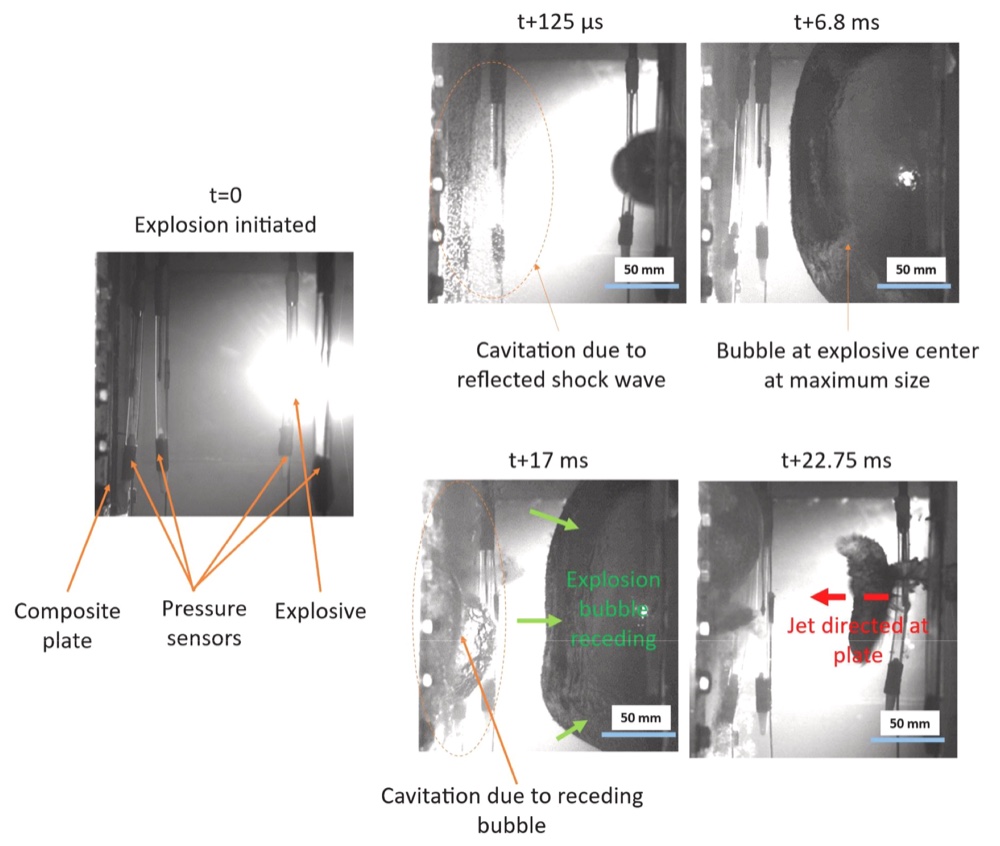 t=0
Explosion initiated
Composite
plate
Pressure
sensors
Explosive
t+125 µs
50 mm
Cavitation due to
reflected shock wave
t+6.8 ms
50 mm
Bubble at explosive center
at maximum size
t+17 ms
Explosion
bubble
receding
50 mm
Cavitation due to receding
bubble
t+22.75 ms
Jet directed at
plate
50 mm